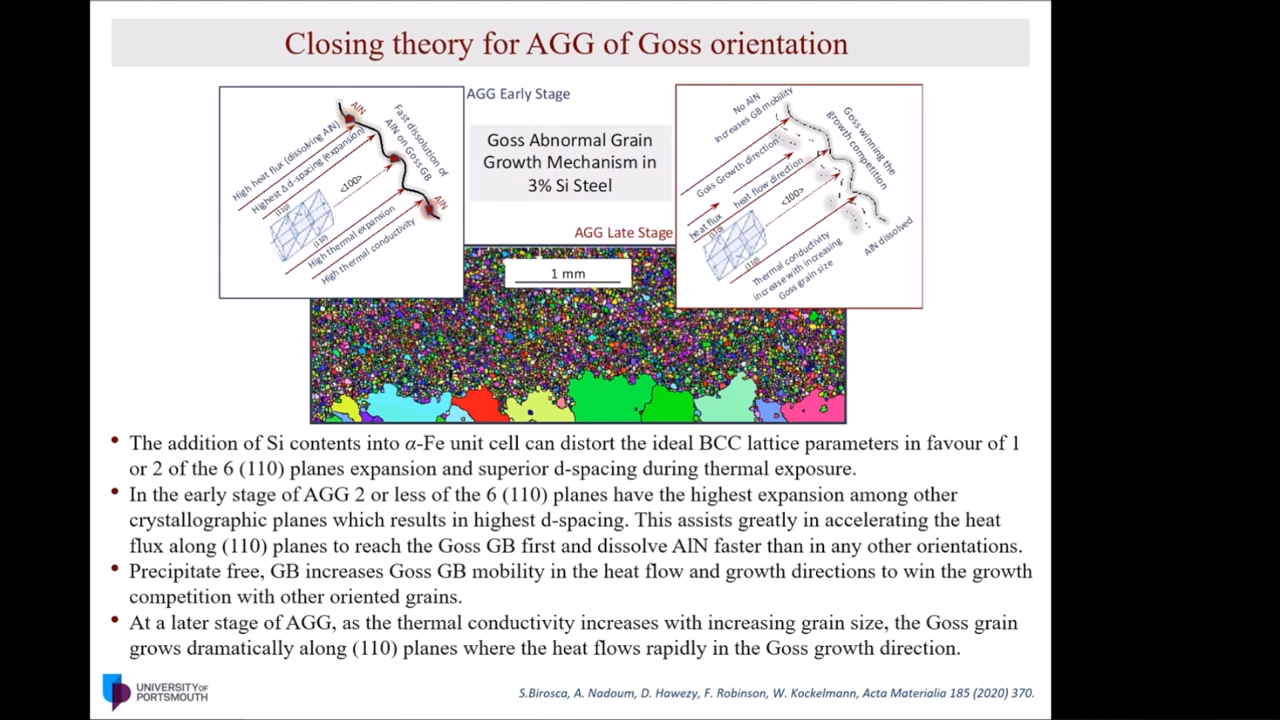 Closing theory for AGG of Goss orientation
AGG Early Stage
Goss Abnormal Grain
Growth Mechanism in
3% Si Steel
AGG Late Stage
AlN
Fast dissolution of
AlN on Goss GB
High heat flux (dissolving AlN)
Highest Δ d-spacing (expansion)
<100>
(110)
(110)
AlN
High thermal expansion
High thermal conductivity
No AlN
Increases GB mobility
Goss winning the
growth competition
Goss Growth direction
heat flow direction
<100>
heat flux
(110)
(110)
Thermal conductivity
increase with increasing
Goss grain size
AlN dissolved
1 mm
• The addition of Si contents into α-Fe unit cell can distort the ideal BCC lattice parameters in favour of 1
or 2 of the 6 (110) planes expansion and superior d-spacing during thermal exposure.
• In the early stage of AGG 2 or less of the 6 (110) planes have the highest expansion among other
crystallographic planes which results in highest d-spacing. This assists greatly in accelerating the heat
flux along (110) planes to reach the Goss GB first and dissolve AlN faster than in any other orientations.
• Precipitate free, GB increases Goss GB mobility in the heat flow and growth directions to win the growth
competition with other oriented grains.
• At a later stage of AGG, as the thermal conductivity increases with increasing grain size, the Goss grain
grows dramatically along (110) planes where the heat flows rapidly in the Goss growth direction.
UNIVERSITY OF
PORTSMOUTH
S.Birosca, A. Nadoum, D. Hawezy, F. Robinson, W. Kockelmann, Acta Materialia 185 (2020) 370.